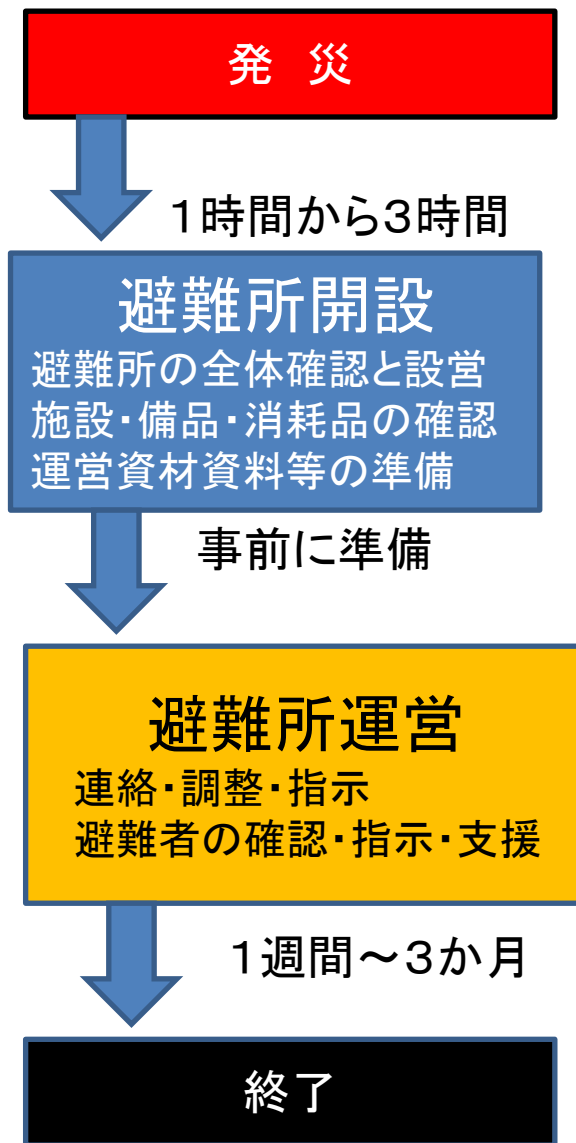 発　災
１時間から３時間
避難所開設
避難所の全体確認と設営
施設・備品・消耗品の確認
運営資材資料等の準備
事前に準備
避難所運営
連絡・調整・指示
避難者の確認・指示・支援
１週間～３か月
終了